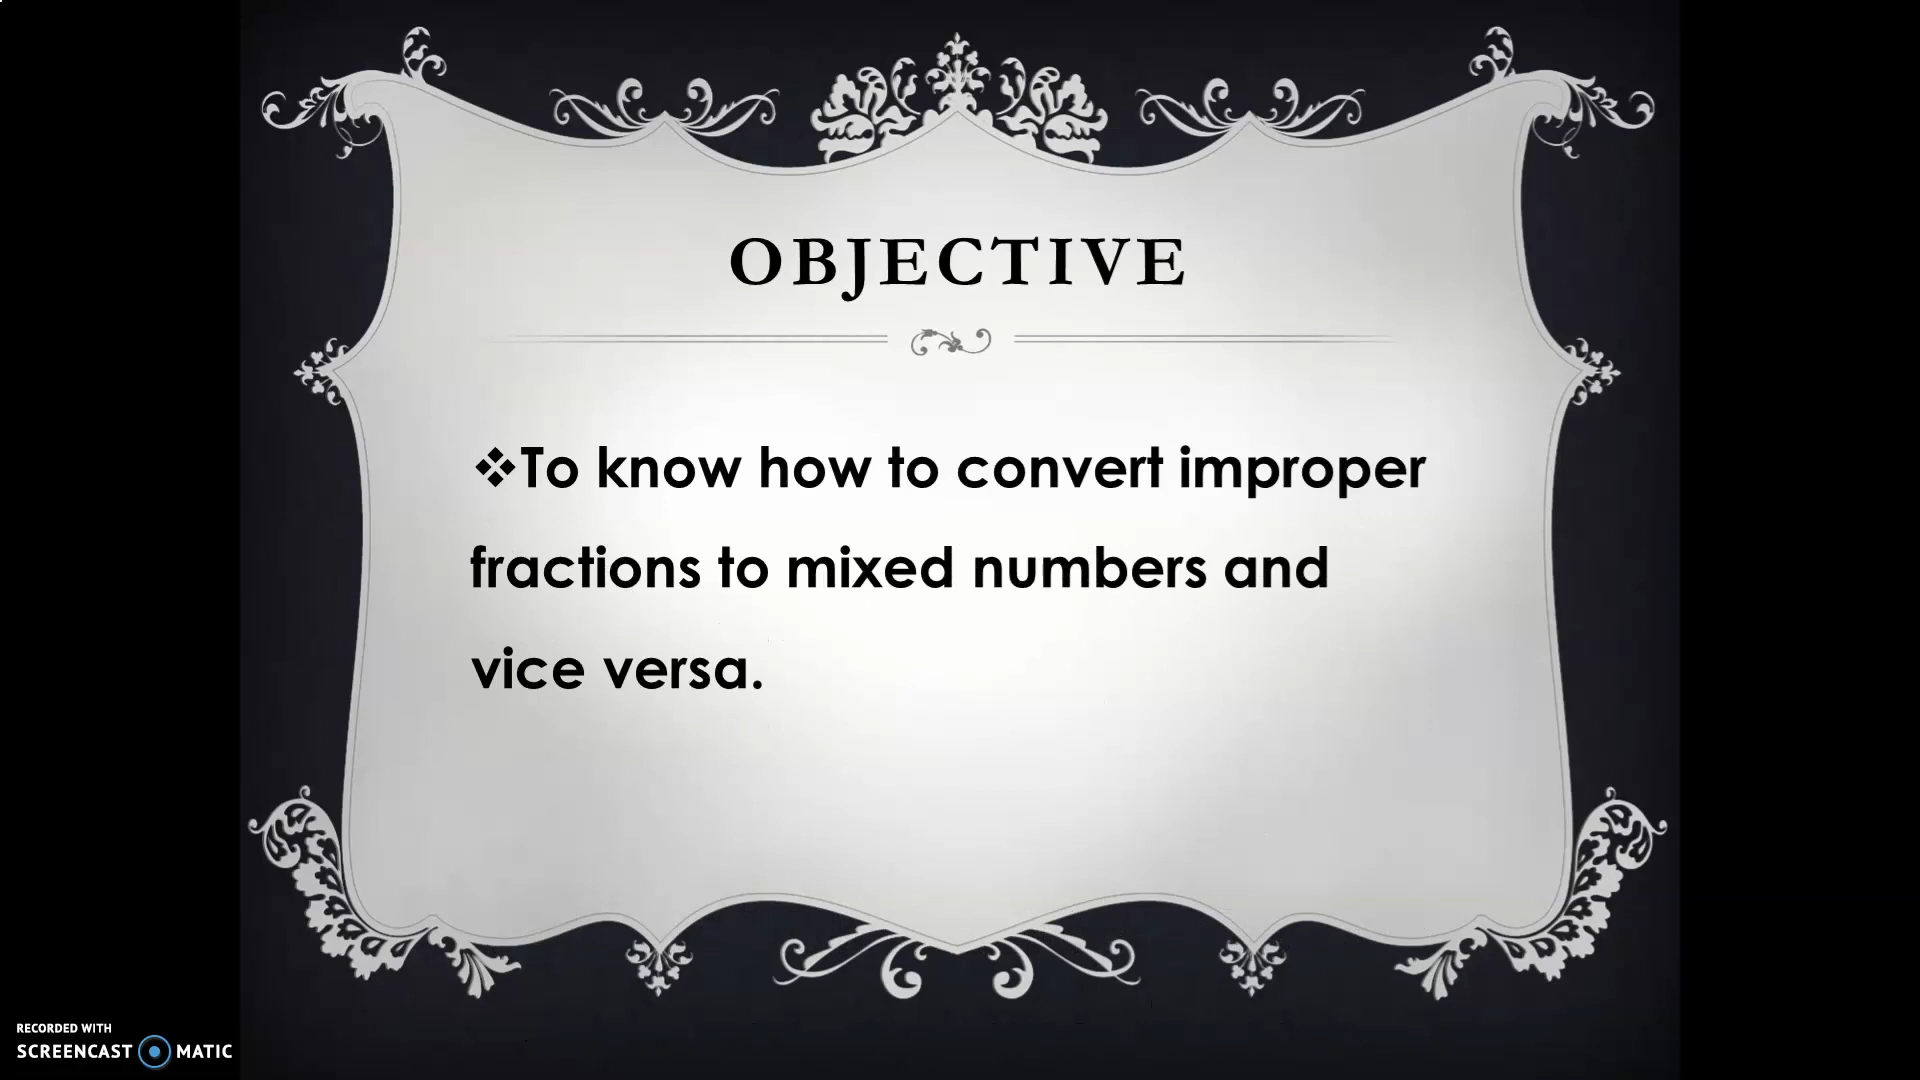 OBJECTIVE
❖To know how to convert improper
fractions to mixed numbers and
vice versa.
RECORDED WITH
SCREENCAST MATIC